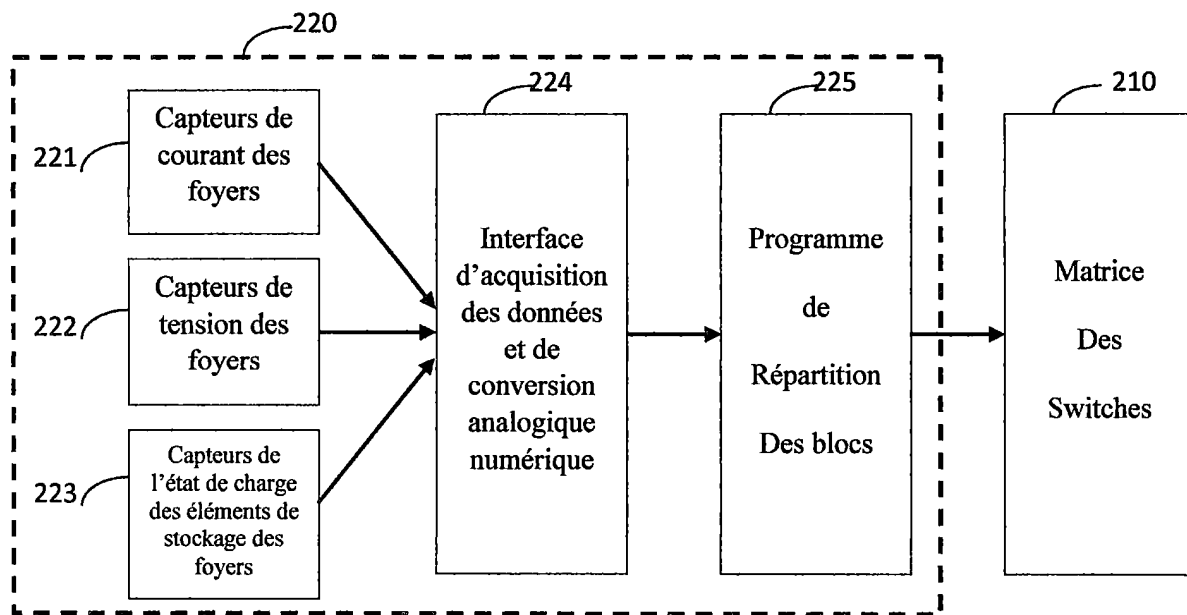 220
221
Capteurs de
courant des
foyers
222
Capteurs de
tension des
foyers
223
Capteurs de
l'état de charge
des éléments de
stockage des
foyers
224
Interface
d'acquisition
des données
et de
conversion
analogique
numérique
225
Programme
de
Répartition
Des blocs
210
Matrice
Des
Switches